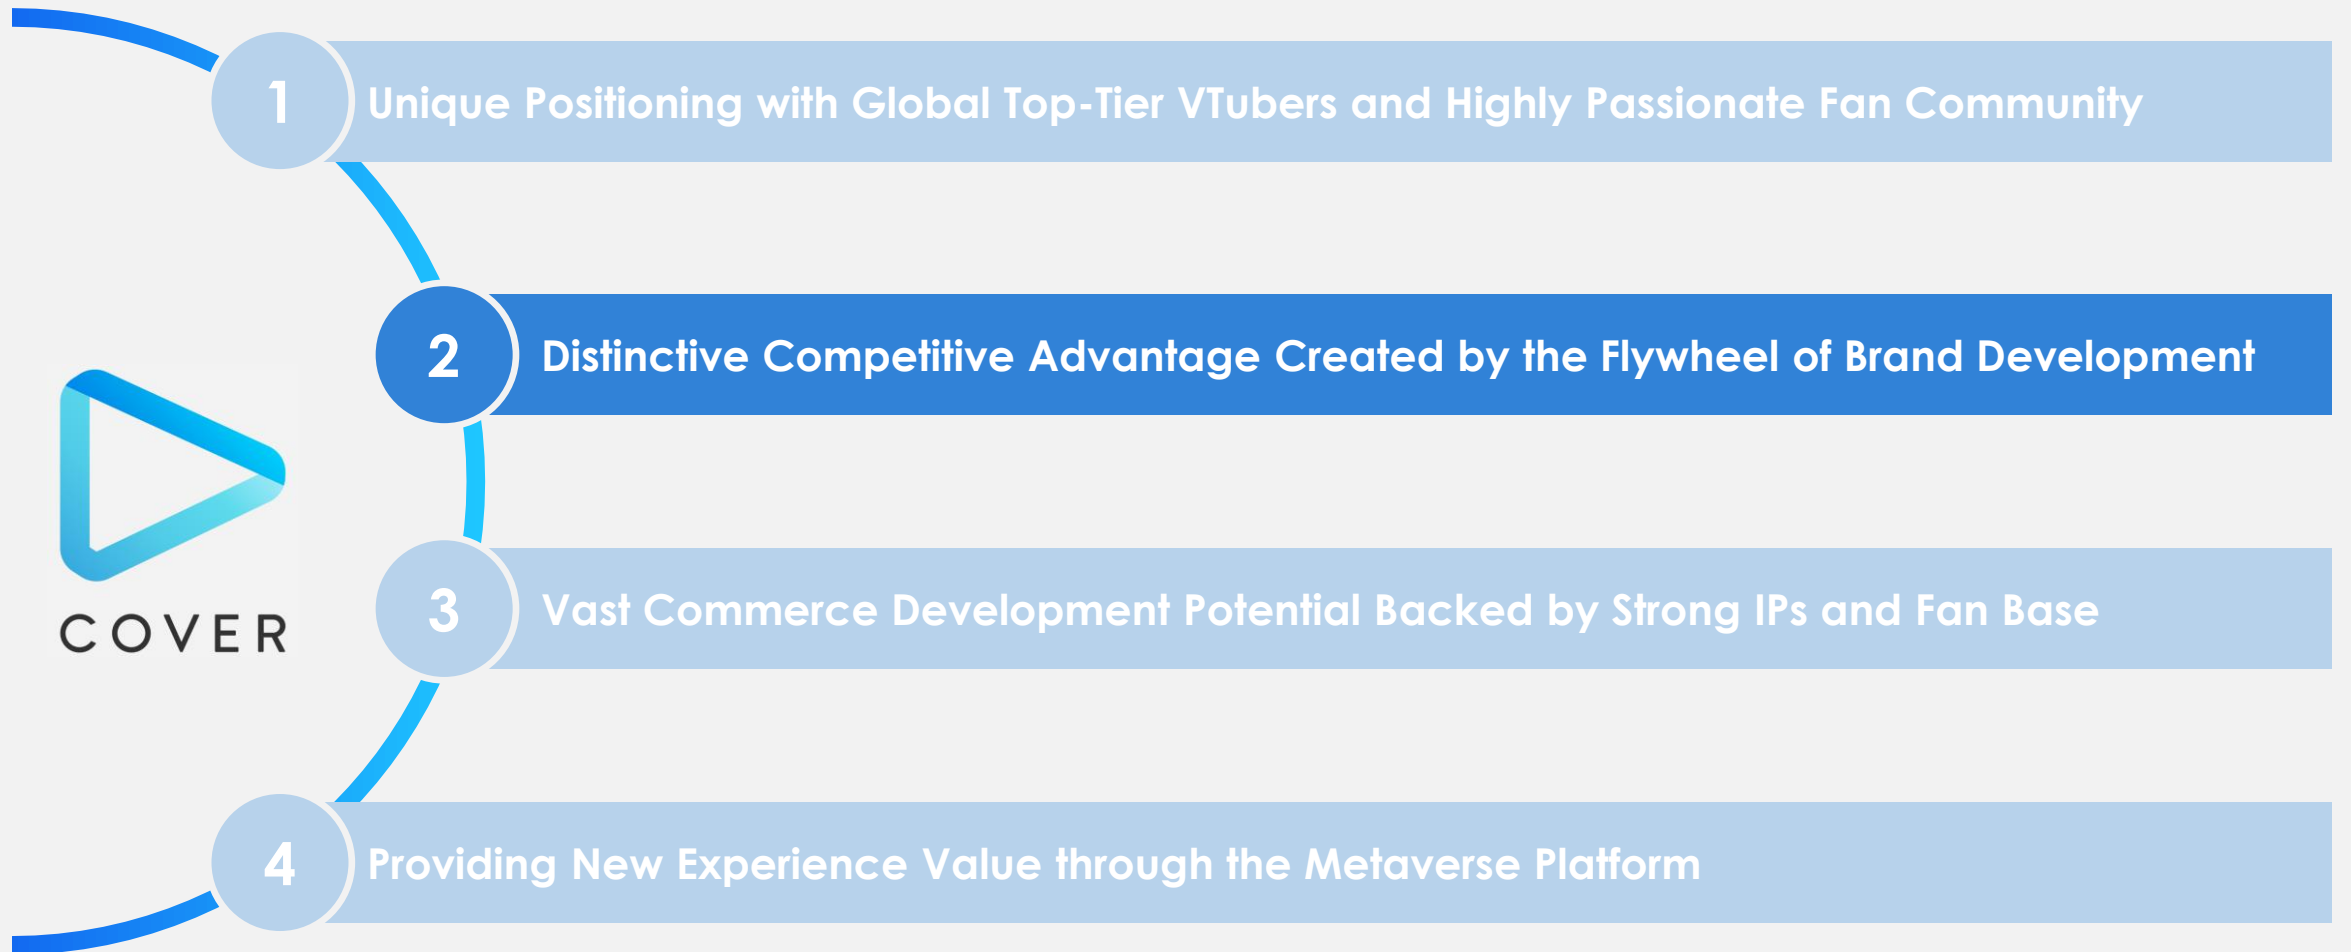 1
Unique Positioning with Global Top-Tier VTubers and Highly Passionate Fan Community
2
Distinctive Competitive Advantage Created by the Flywheel of Brand Development
COVER
3
Vast Commerce Development Potential Backed by Strong IPs and Fan Base
4
Providing New Experience Value through the Metaverse Platform